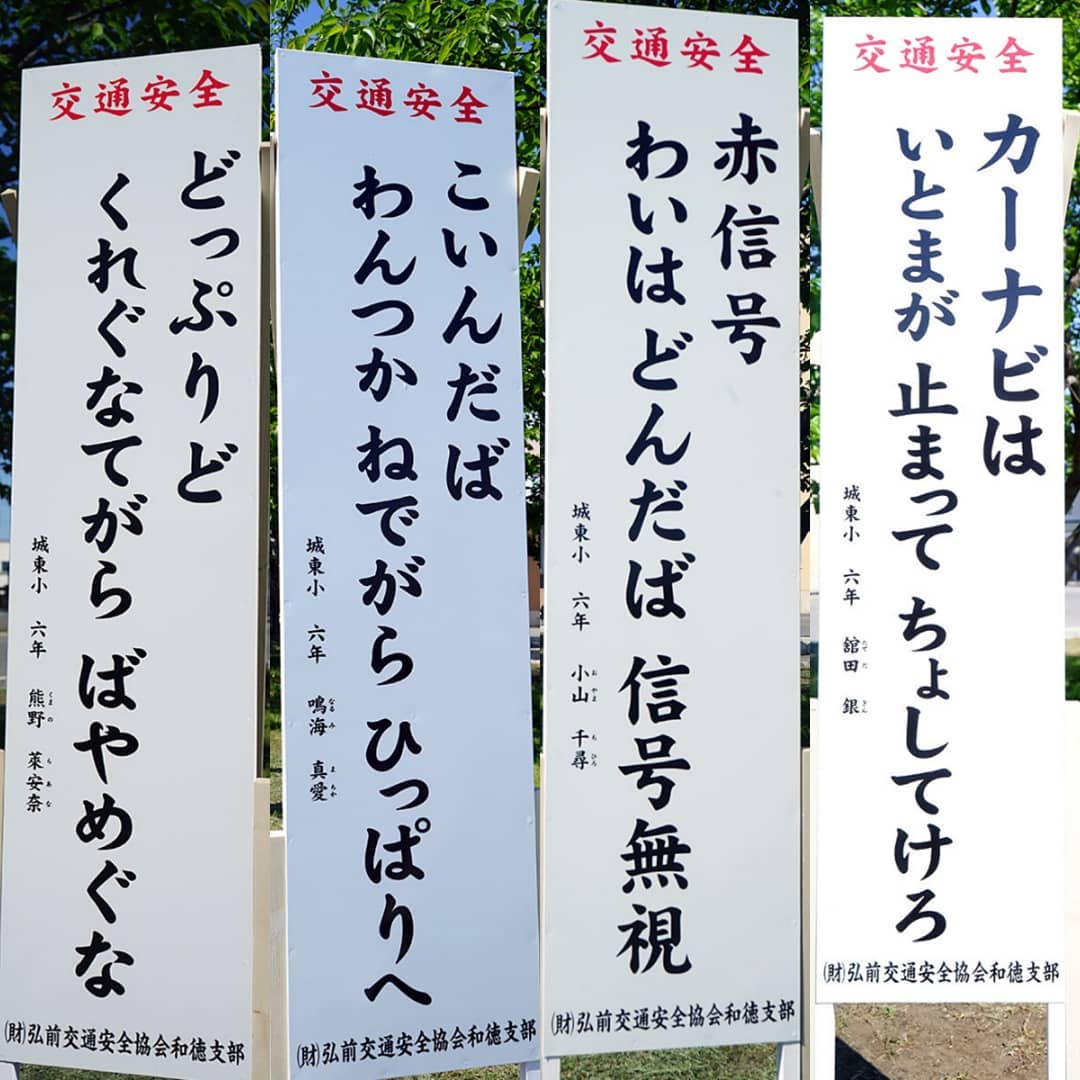 交通安全
どっぷりど
くれぐなてがら ばやめぐな
城東小 六年 熊野 萊安奈
(財)弘前交通安全協会和徳支部
交通安全
こいんだば
わんつか ねでがら ひっぱりへ
城東小 六年 鳴海 真愛
(財)弘前交通安全協会和徳支部
交通安全
赤信号
わいは どんだば 信号無視
城東小 六年 小山 千尋
(財)弘前交通安全協会和徳支部
交通安全
カーナビは
いとまが 止まって ちょしてけろ
城東小 六年 舘田 銀
(財)弘前交通安全協会和徳支部